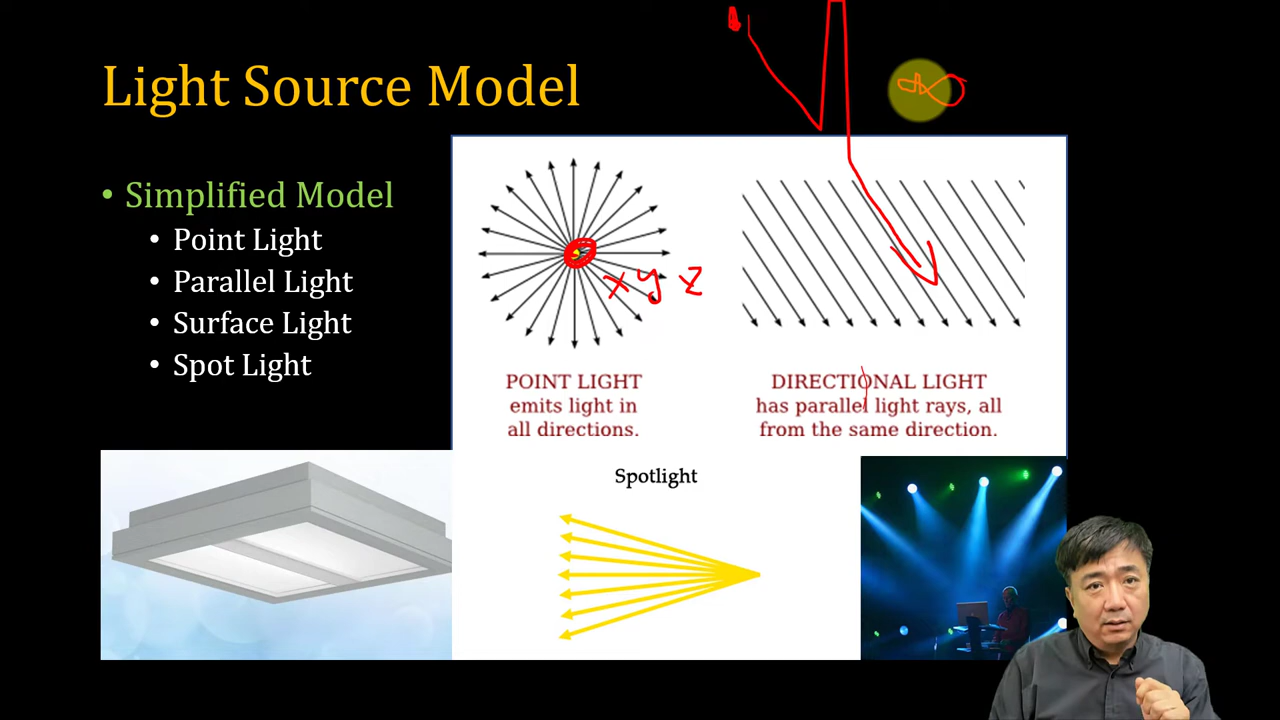 Light Source Model
• Simplified Model
• Point Light
• Parallel Light
• Surface Light
• Spot Light
x y z
POINT LIGHT
emits light in
all directions.
DIRECTIONAL LIGHT
has parallel light rays, all
from the same direction.
Spotlight